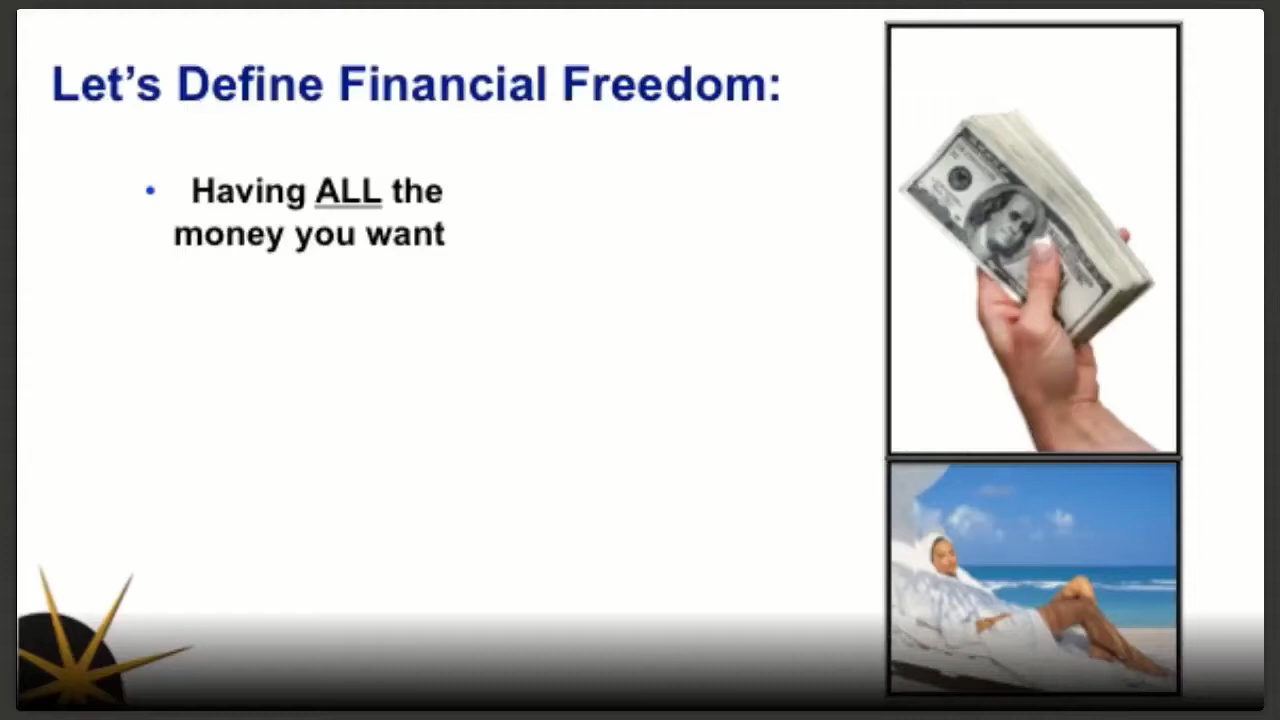 Let’s Define Financial Freedom:
• Having ALL the
money you want